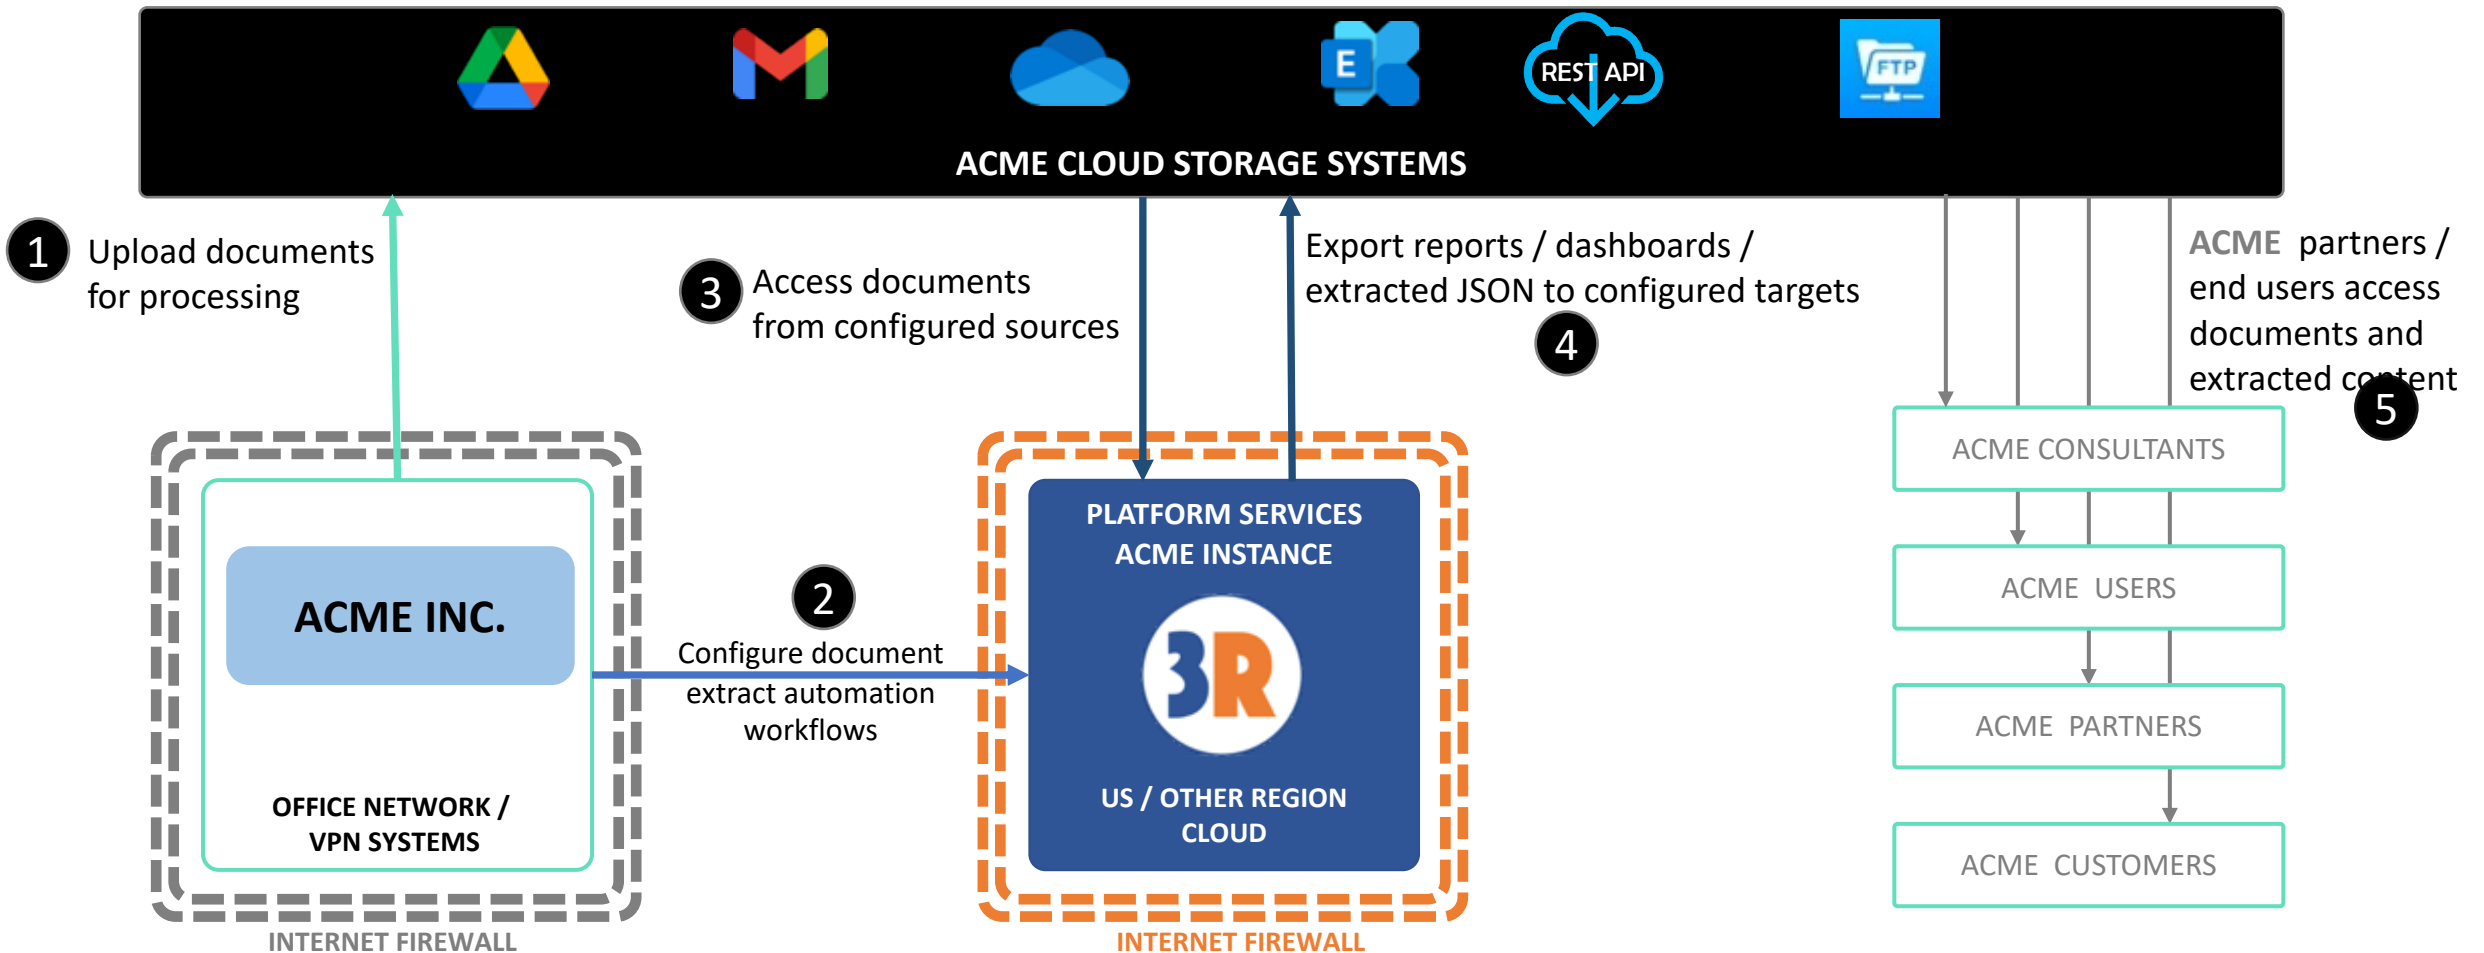 E
REST API
FTP
ACME CLOUD STORAGE SYSTEMS
1
Upload documents
for processing
3
Access documents
from configured sources
Export reports / dashboards /
extracted JSON to configured targets
4
ACME partners /
end users access
documents and
extracted content
5
ACME INC.
OFFICE NETWORK /
VPN SYSTEMS
INTERNET FIREWALL
2
Configure document
extract automation
workflows
PLATFORM SERVICES
ACME INSTANCE
3R
US / OTHER REGION
CLOUD
INTERNET FIREWALL
ACME CONSULTANTS
ACME USERS
ACME PARTNERS
ACME CUSTOMERS